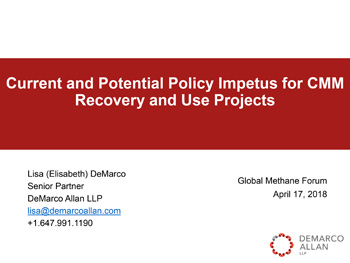 Current and Potential Policy Impetus for CMM
Recovery and Use Projects
Lisa (Elisabeth) DeMarco
Senior Partner
DeMarco Allan LLP
lisa@demarcoallan.com
+1.647.991.1190
Global Methane Forum
April 17, 2018
DEMARCO
ALLAN
LLP